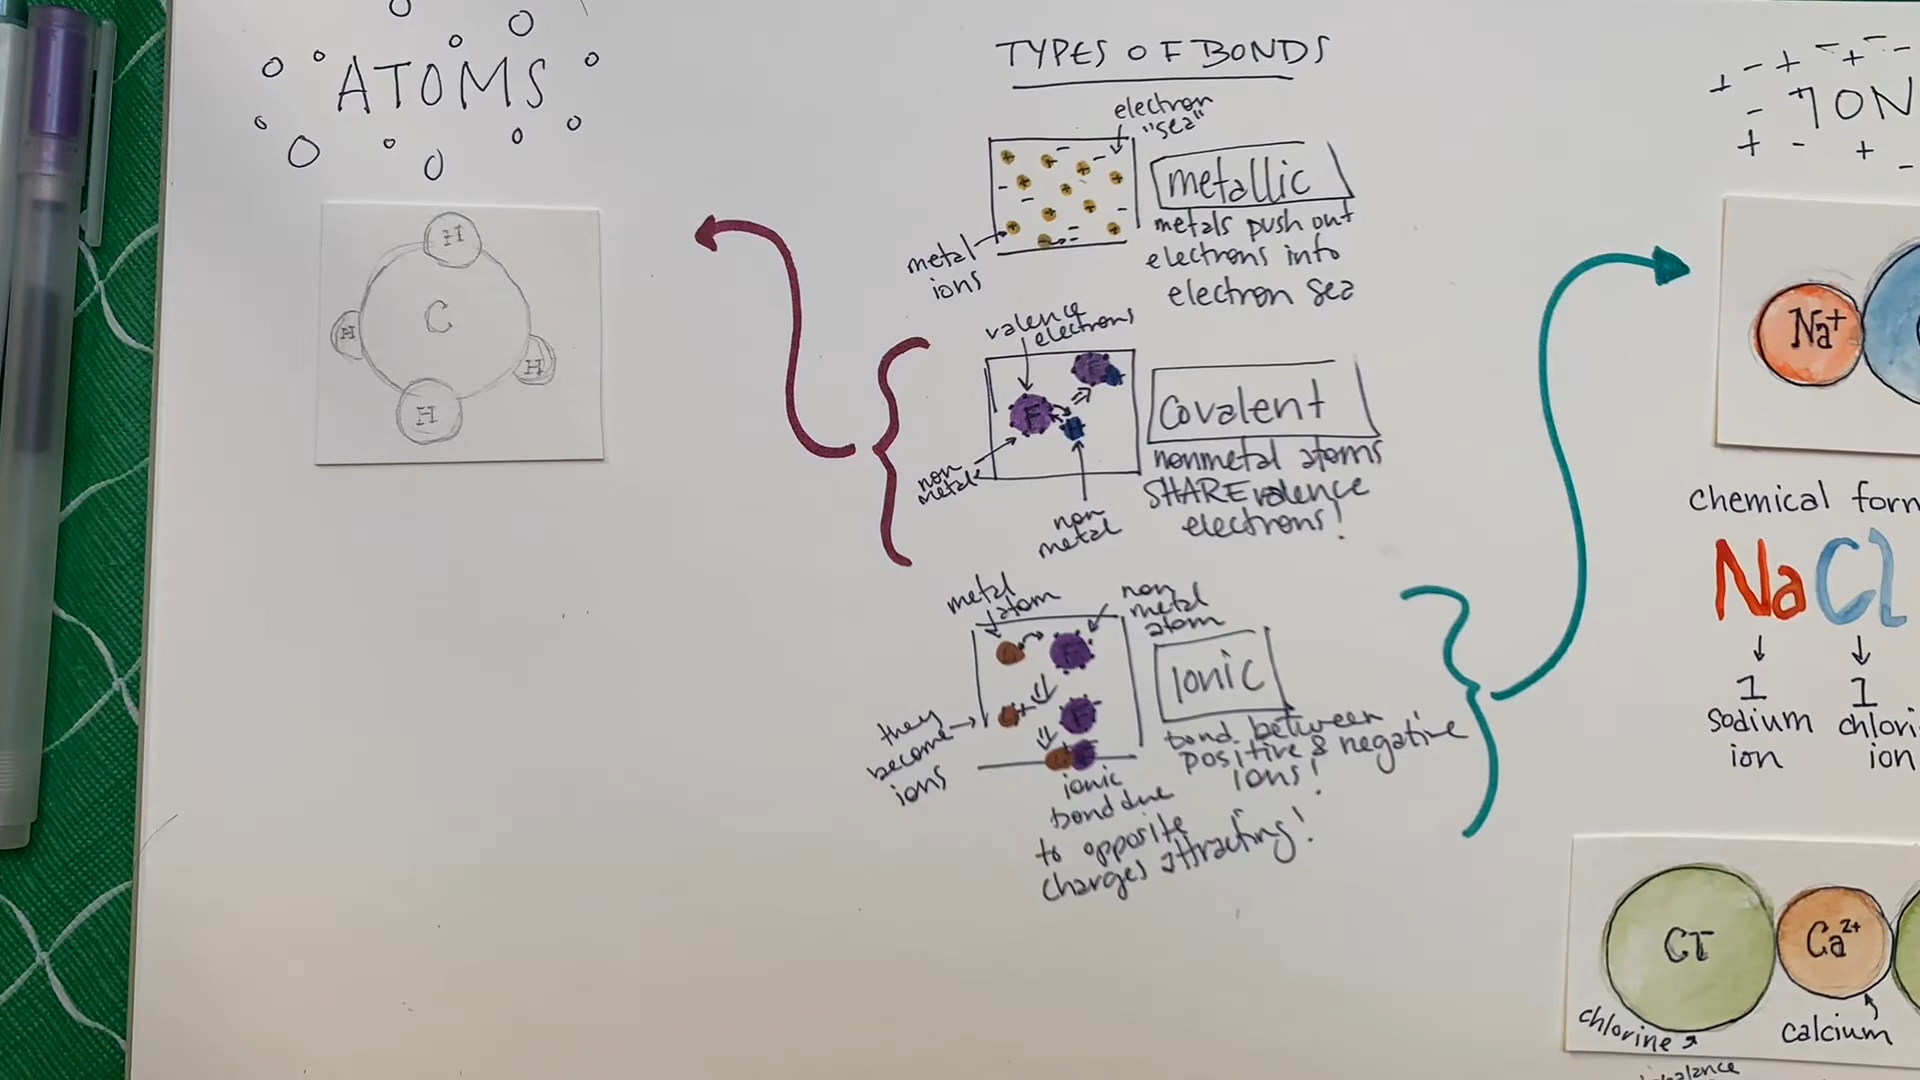 ATOMS
H
C
H
H
H
TYPES OF BONDS
electron
"sea"
metallic
metals push out
electrons into
electron sea
metal
ions
valence
electrons
F
covalent
nonmetal atoms
SHARE valence
electrons!
non
metal
non
metal
metal
atom
non
metal
atom
F
F
they
become
ions
ionic
bond between
positive & negative
ions!
ionic
bond due
to opposite
charges attracting!
ION
Na+
chemical form
NaCl
1 1
sodium chlori
ion ion
Cl-
Ca2+
chlorine
calcium